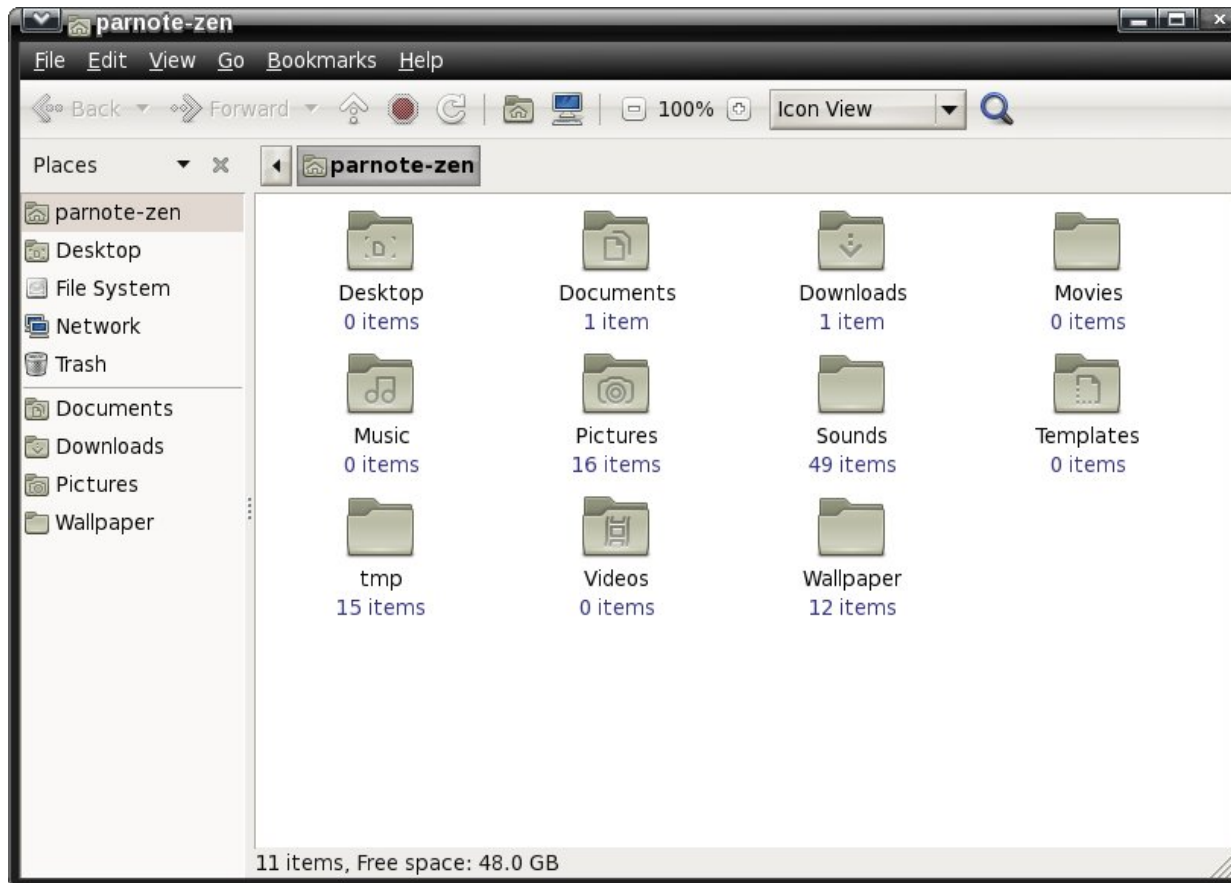 parnote-zen
File Edit View Go Bookmarks Help
Back Forward 100% Icon View
Places parnote-zen
parnote-zen
Desktop
File System
Network
Trash
Documents
Downloads
Pictures
Wallpaper
Desktop Documents Downloads Movies
0 items 1 item 1 item 0 items
Music Pictures Sounds Templates
0 items 16 items 49 items 0 items
tmp Videos Wallpaper
15 items 0 items 12 items
11 items, Free space: 48.0 GB